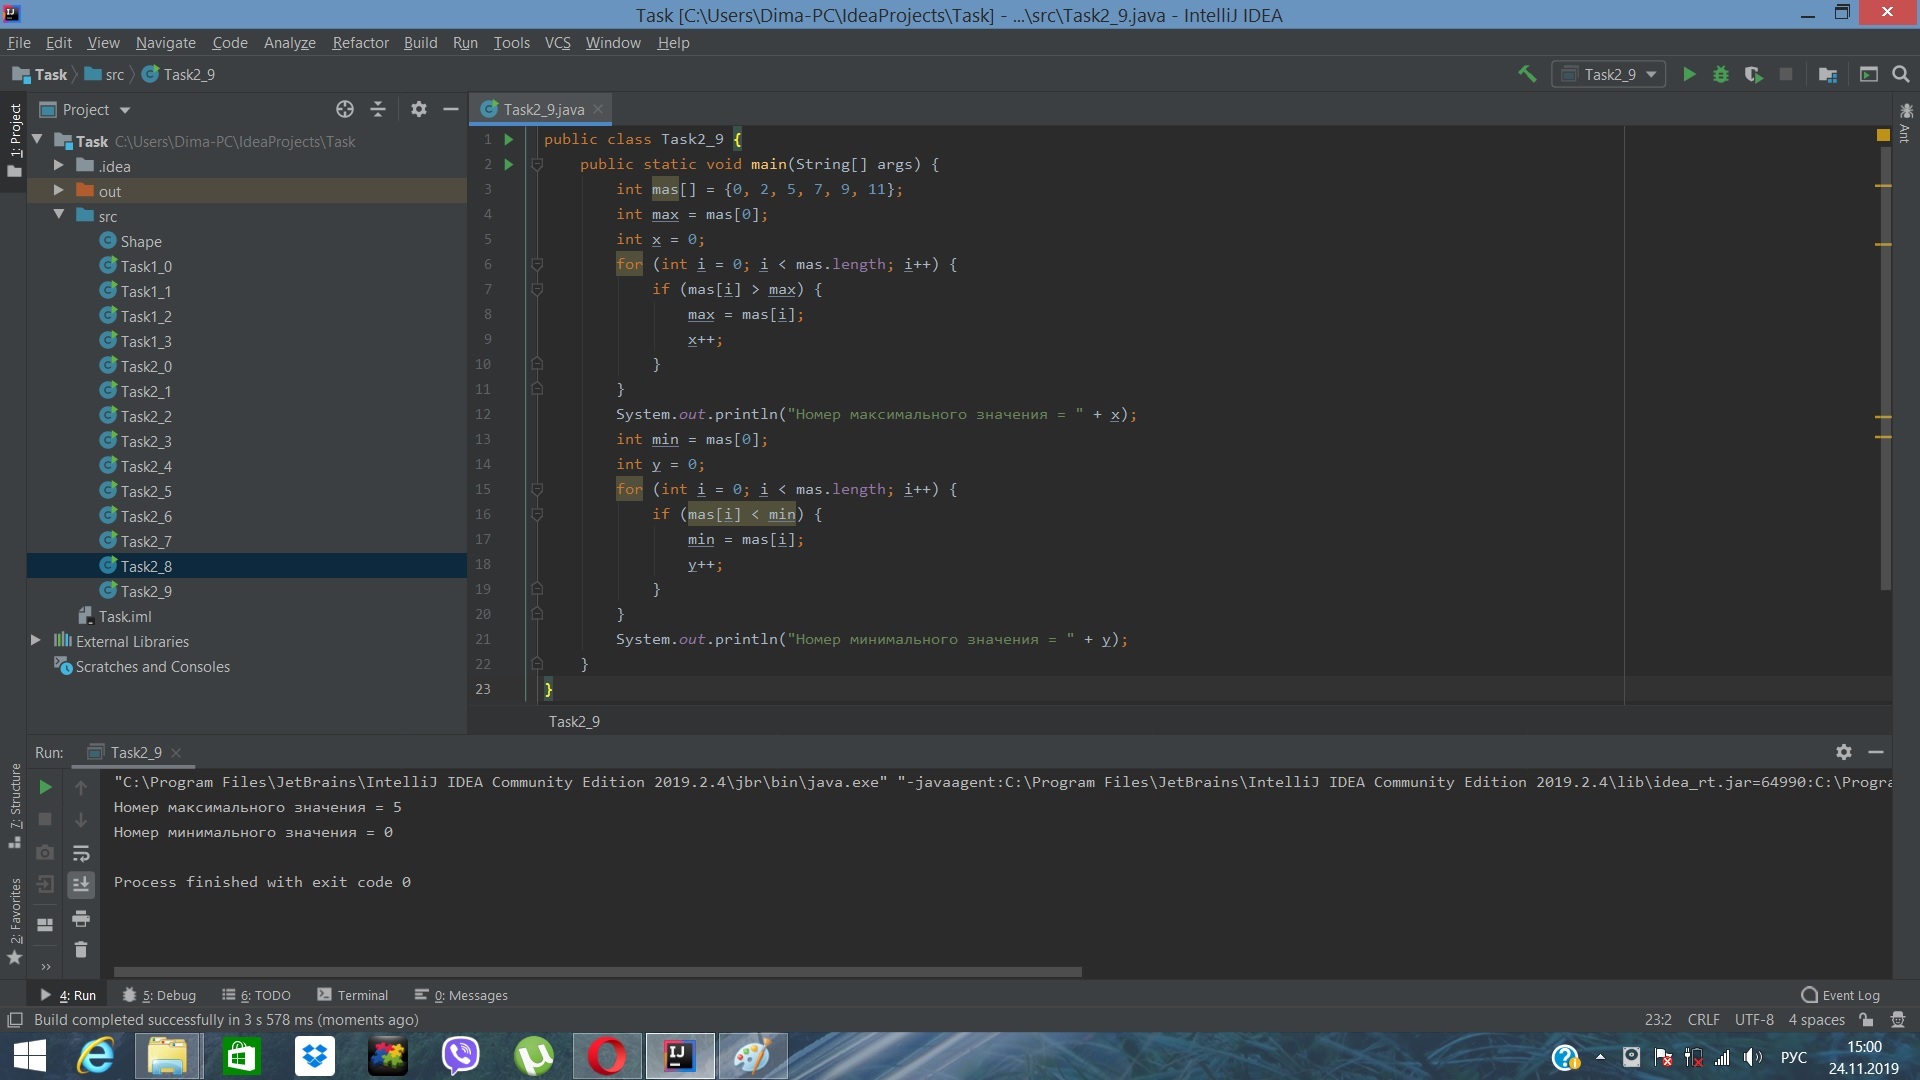 Task [C:\Users\Dima-PC\IdeaProjects\Task] - ...\src\Task2_9.java - IntelliJ IDEA
File Edit View Navigate Code Analyze Refactor Build Run Tools VCS Window Help
Task src Task2_9
Task2_9
1: Project
Project
Task C:\Users\Dima-PC\IdeaProjects\Task
.idea
out
src
Shape
Task1_0
Task1_1
Task1_2
Task1_3
Task2_0
Task2_1
Task2_2
Task2_3
Task2_4
Task2_5
Task2_6
Task2_7
Task2_8
Task2_9
Task.iml
External Libraries
Scratches and Consoles
Task2_9.java
Ant
1 public class Task2_9 {
2 public static void main(String[] args) {
3 int mas[] = {0, 2, 5, 7, 9, 11};
4 int max = mas[0];
5 int x = 0;
6 for (int i = 0; i < mas.length; i++) {
7 if (mas[i] > max) {
8 max = mas[i];
9 x++;
10 }
11 }
12 System.out.println("Номер максимального значения = " + x);
13 int min = mas[0];
14 int y = 0;
15 for (int i = 0; i < mas.length; i++) {
16 if (mas[i] < min) {
17 min = mas[i];
18 y++;
19 }
20 }
21 System.out.println("Номер минимального значения = " + y);
22 }
23 }
Task2_9
Run: Task2_9
7: Structure
2: Favorites
"C:\Program Files\JetBrains\IntelliJ IDEA Community Edition 2019.2.4\jbr\bin\java.exe" "-javaagent:C:\Program Files\JetBrains\IntelliJ IDEA Community Edition 2019.2.4\lib\idea_rt.jar=64990:C:\Progra
Номер максимального значения = 5
Номер минимального значения = 0
Process finished with exit code 0
4: Run 5: Debug 6: TODO Terminal 0: Messages Event Log
Build completed successfully in 3 s 578 ms (moments ago) 23:2 CRLF UTF-8 4 spaces
РУС
15:00
24.11.2019